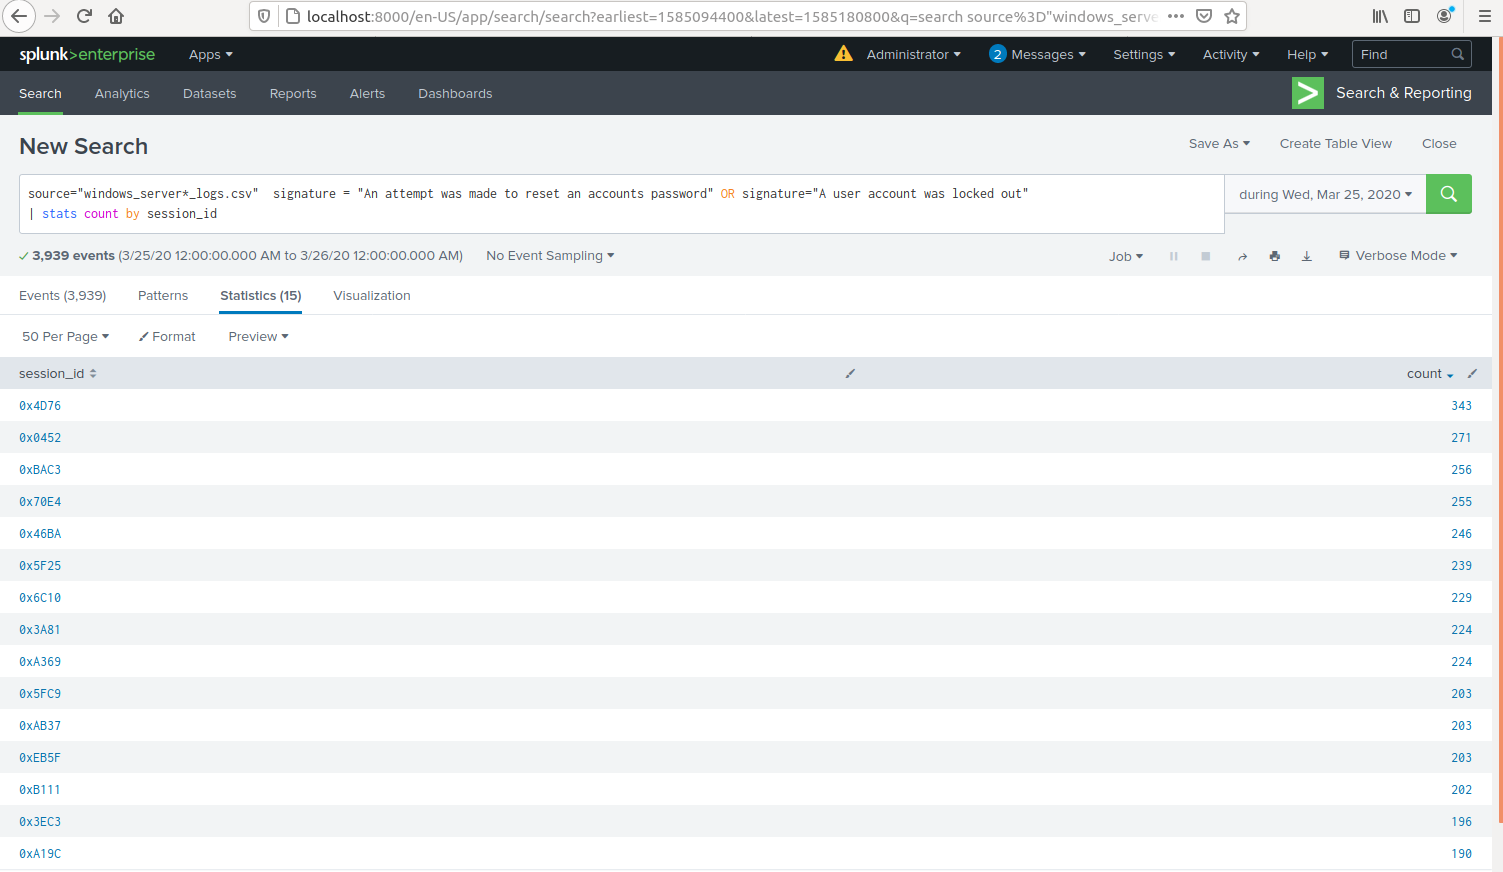 localhost:8000/en-US/app/search/search?earliest=1585094400&latest=1585180800&q=search source%3D"windows_serve
splunk>enterprise Apps Administrator 2 Messages Settings Activity Help Find
Search Analytics Datasets Reports Alerts Dashboards > Search & Reporting
New Search Save As Create Table View Close
source="windows_server*_logs.csv"  signature = "An attempt was made to reset an accounts password" OR signature="A user account was locked out" during Wed, Mar 25, 2020
| stats count by session_id
✓ 3,939 events (3/25/20 12:00:00.000 AM to 3/26/20 12:00:00.000 AM) No Event Sampling Job Verbose Mode
Events (3,939) Patterns Statistics (15) Visualization
50 Per Page Format Preview
session_id count
0x4D76 343
0x0452 271
0xBAC3 256
0x70E4 255
0x46BA 246
0x5F25 239
0x6C10 229
0x3A81 224
0xA369 224
0x5FC9 203
0xAB37 203
0xEB5F 203
0xB111 202
0x3EC3 196
0xA19C 190